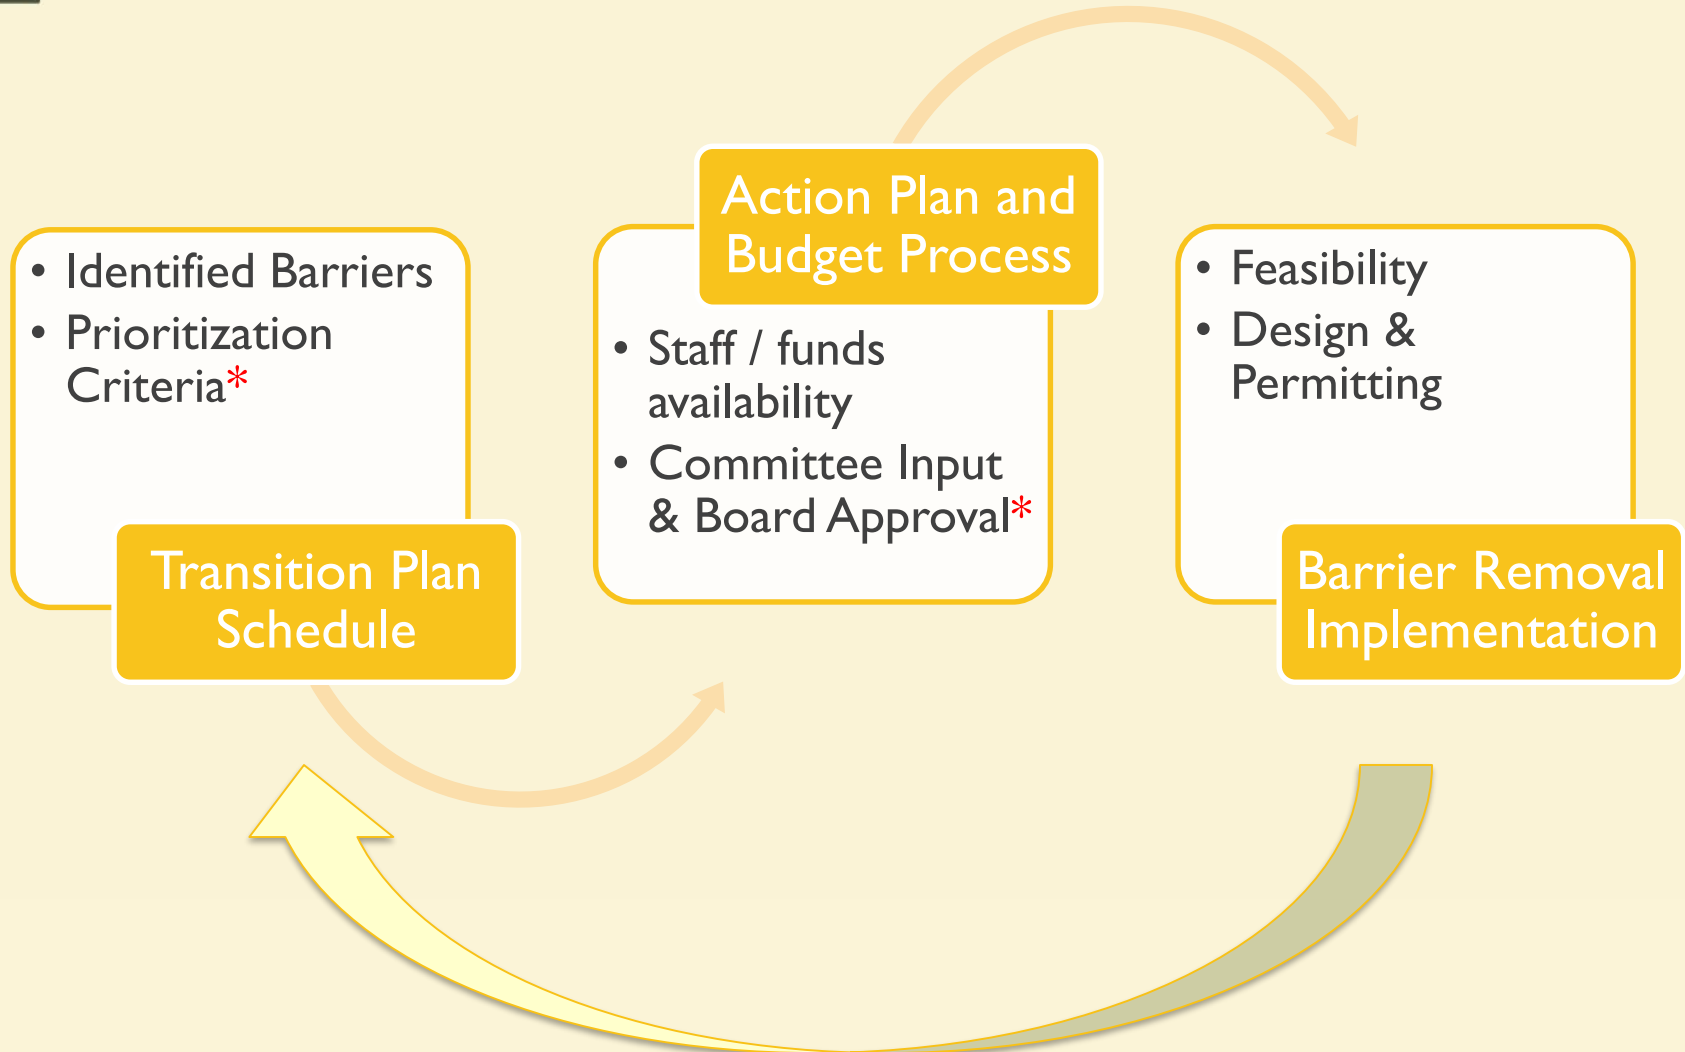 • Identified Barriers
• Prioritization
Criteria*
Transition Plan
Schedule
Action Plan and
Budget Process
• Staff / funds
availability
• Committee Input
& Board Approval*
• Feasibility
• Design &
Permitting
Barrier Removal
Implementation